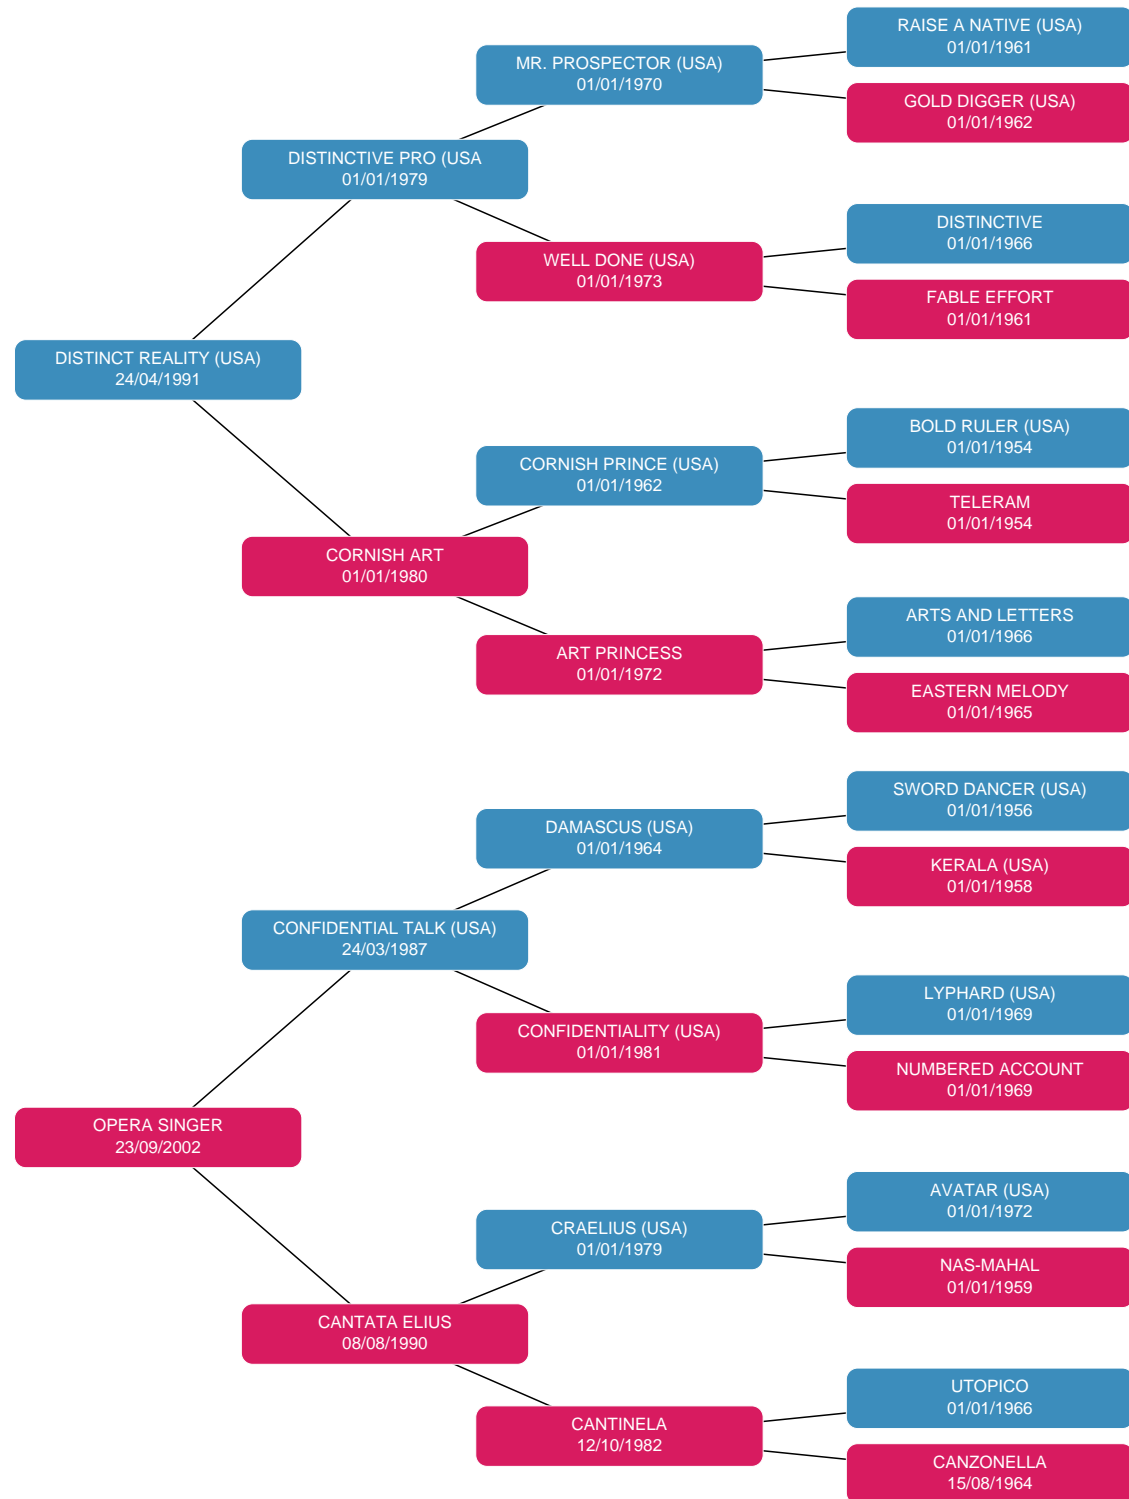 RAISE A NATIVE (USA)
01/01/1961
MR. PROSPECTOR (USA)
01/01/1970
GOLD DIGGER (USA)
01/01/1962
DISTINCTIVE PRO (USA
01/01/1979
DISTINCTIVE
01/01/1966
WELL DONE (USA)
01/01/1973
FABLE EFFORT
01/01/1961
DISTINCT REALITY (USA)
24/04/1991
BOLD RULER (USA)
01/01/1954
CORNISH PRINCE (USA)
01/01/1962
TELERAM
01/01/1954
CORNISH ART
01/01/1980
ARTS AND LETTERS
01/01/1966
ART PRINCESS
01/01/1972
EASTERN MELODY
01/01/1965
SWORD DANCER (USA)
01/01/1956
DAMASCUS (USA)
01/01/1964
KERALA (USA)
01/01/1958
CONFIDENTIAL TALK (USA)
24/03/1987
LYPHARD (USA)
01/01/1969
CONFIDENTIALITY (USA)
01/01/1981
NUMBERED ACCOUNT
01/01/1969
OPERA SINGER
23/09/2002
AVATAR (USA)
01/01/1972
CRAELIUS (USA)
01/01/1979
NAS-MAHAL
01/01/1959
CANTATA ELIUS
08/08/1990
UTOPICO
01/01/1966
CANTINELA
12/10/1982
CANZONELLA
15/08/1964